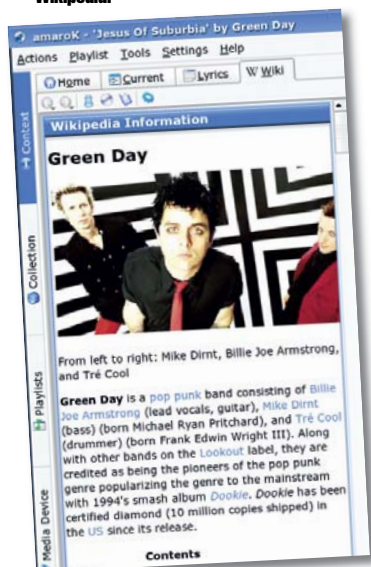 Wikipedia.
amaroK - 'Jesus Of Suburbia' by Green Day
Actions Playlist Tools Settings Help
Home Current Lyrics W Wiki
Context
Collection
Playlists
Media Device
Wikipedia Information
Green Day
From left to right: Mike Dirnt, Billie Joe Armstrong,
and Tré Cool
Green Day is a pop punk band consisting of Billie
Joe Armstrong (lead vocals, guitar), Mike Dirnt
(bass) (born Michael Ryan Pritchard), and Tré Cool
(drummer) (born Frank Edwin Wright III). Along
with other bands on the Lookout label, they are
credited as being the pioneers of the pop punk
genre popularizing the genre to the mainstream
with 1994's smash album Dookie. Dookie has been
certified diamond (10 million copies shipped) in
the US since its release.
Contents